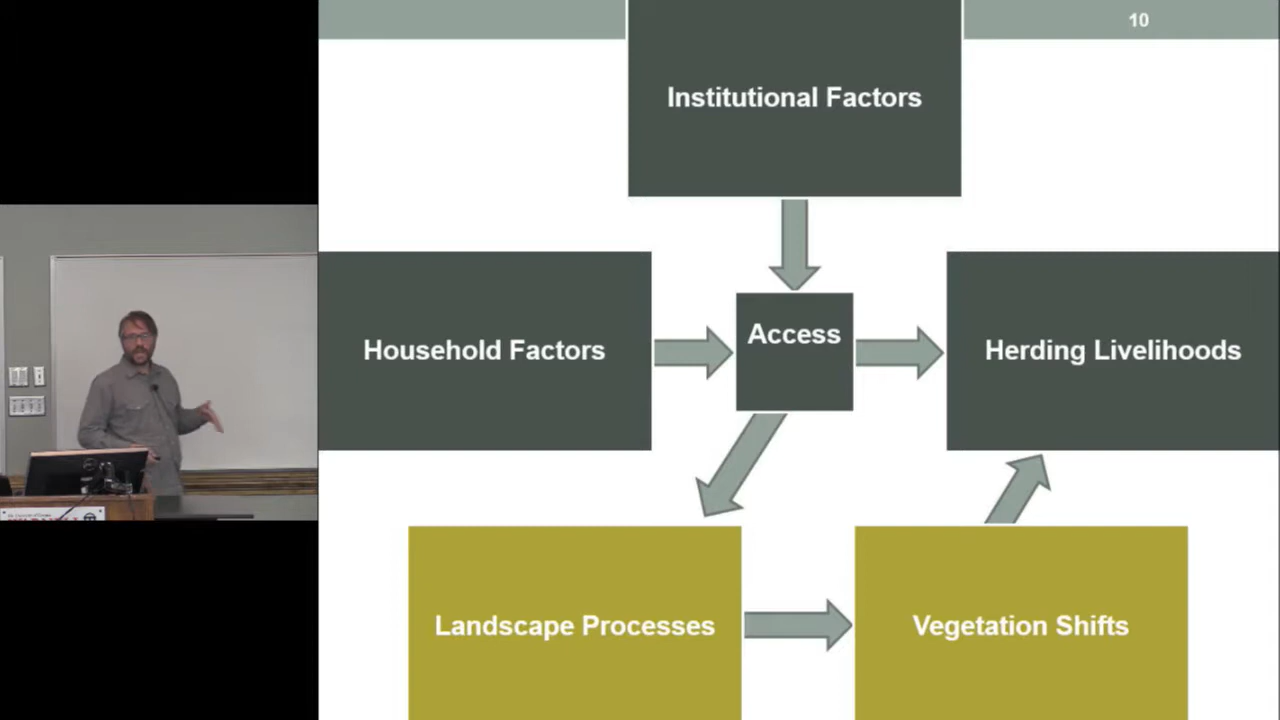 10
Institutional Factors
Household Factors
Access
Herding Livelihoods
Landscape Processes
Vegetation Shifts